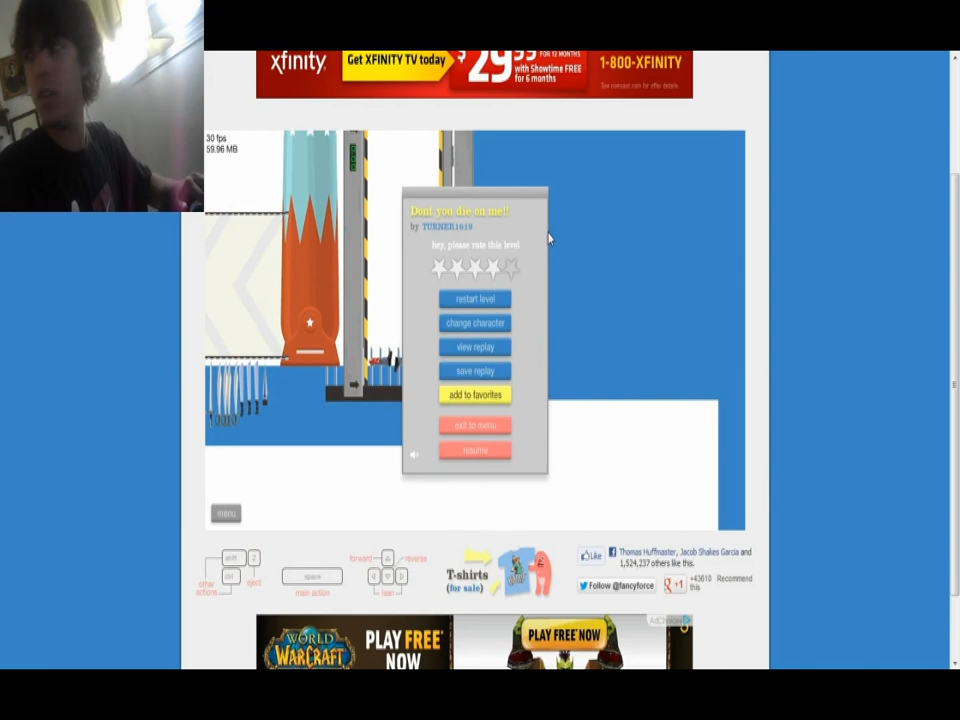 xfinity.
Get XFINITY TV today
$29.99
FOR 12 MONTHS
with Showtime FREE
for 6 months
1-800-XFINITY
30 fps
59.96 MB
Dont you die on me!!
by TURNER1619
hey, please rate this level
restart level
change character
view replay
save replay
add to favorites
exit to menu
resume
menu
shift Z
ctrl
eject
other
actions
space
main action
forward
reverse
lean
T-shirts
(for sale)
Like
Thomas Huffmaster, Jacob Shakes Garcia and
1,524,237 others like this.
Follow @fancyforce
+1
+43610 Recommend
this
AdChoices
WORLD
WARCRAFT
PLAY FREE*
NOW
PLAY FREE NOW